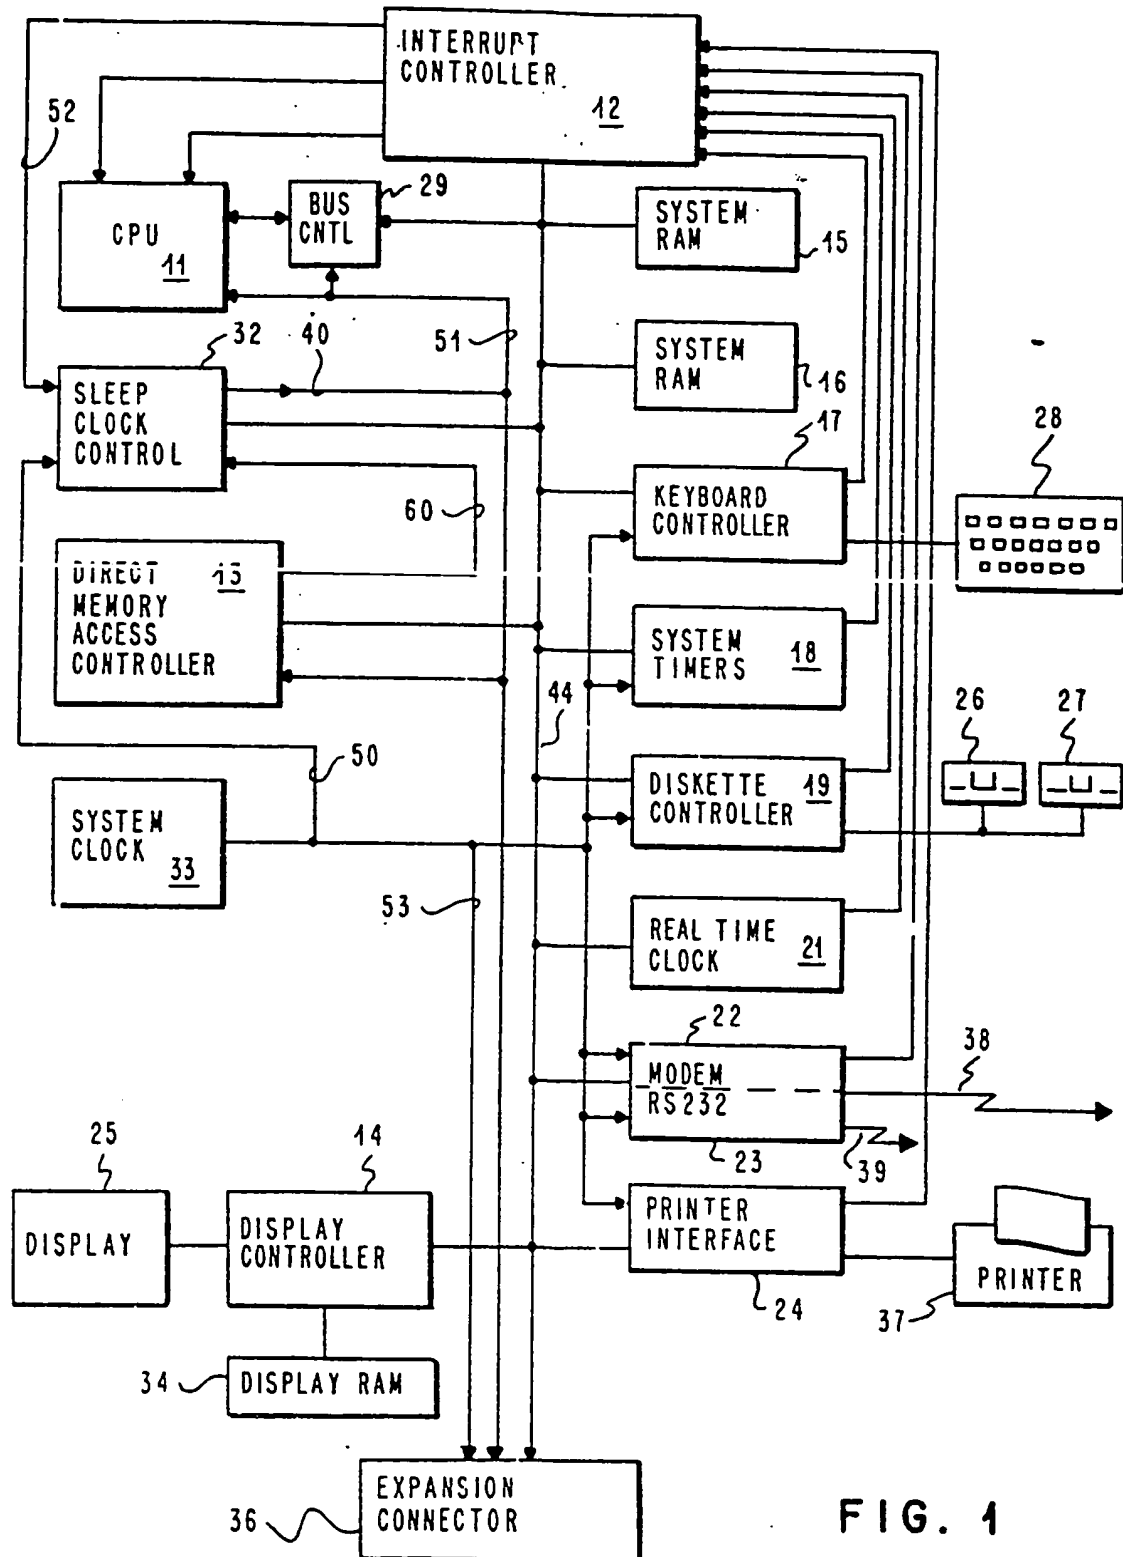 INTERRUPT
CONTROLLER
12
52
29
CPU
11
BUS
CNTL
SYSTEM
RAM
15
32
40
51
SLEEP
CLOCK
CONTROL
SYSTEM
RAM
16
17
28
60
KEYBOARD
CONTROLLER
DIRECT
MEMORY
ACCESS
CONTROLLER
13
SYSTEM
TIMERS
18
44
26
27
50
SYSTEM
CLOCK
33
DISKETTE
CONTROLLER
19
53
REAL TIME
CLOCK
21
22
38
MODEM
RS232
23
39
25
14
DISPLAY
DISPLAY
CONTROLLER
PRINTER
INTERFACE
24
PRINTER
37
34
DISPLAY RAM
EXPANSION
CONNECTOR
36
FIG. 1